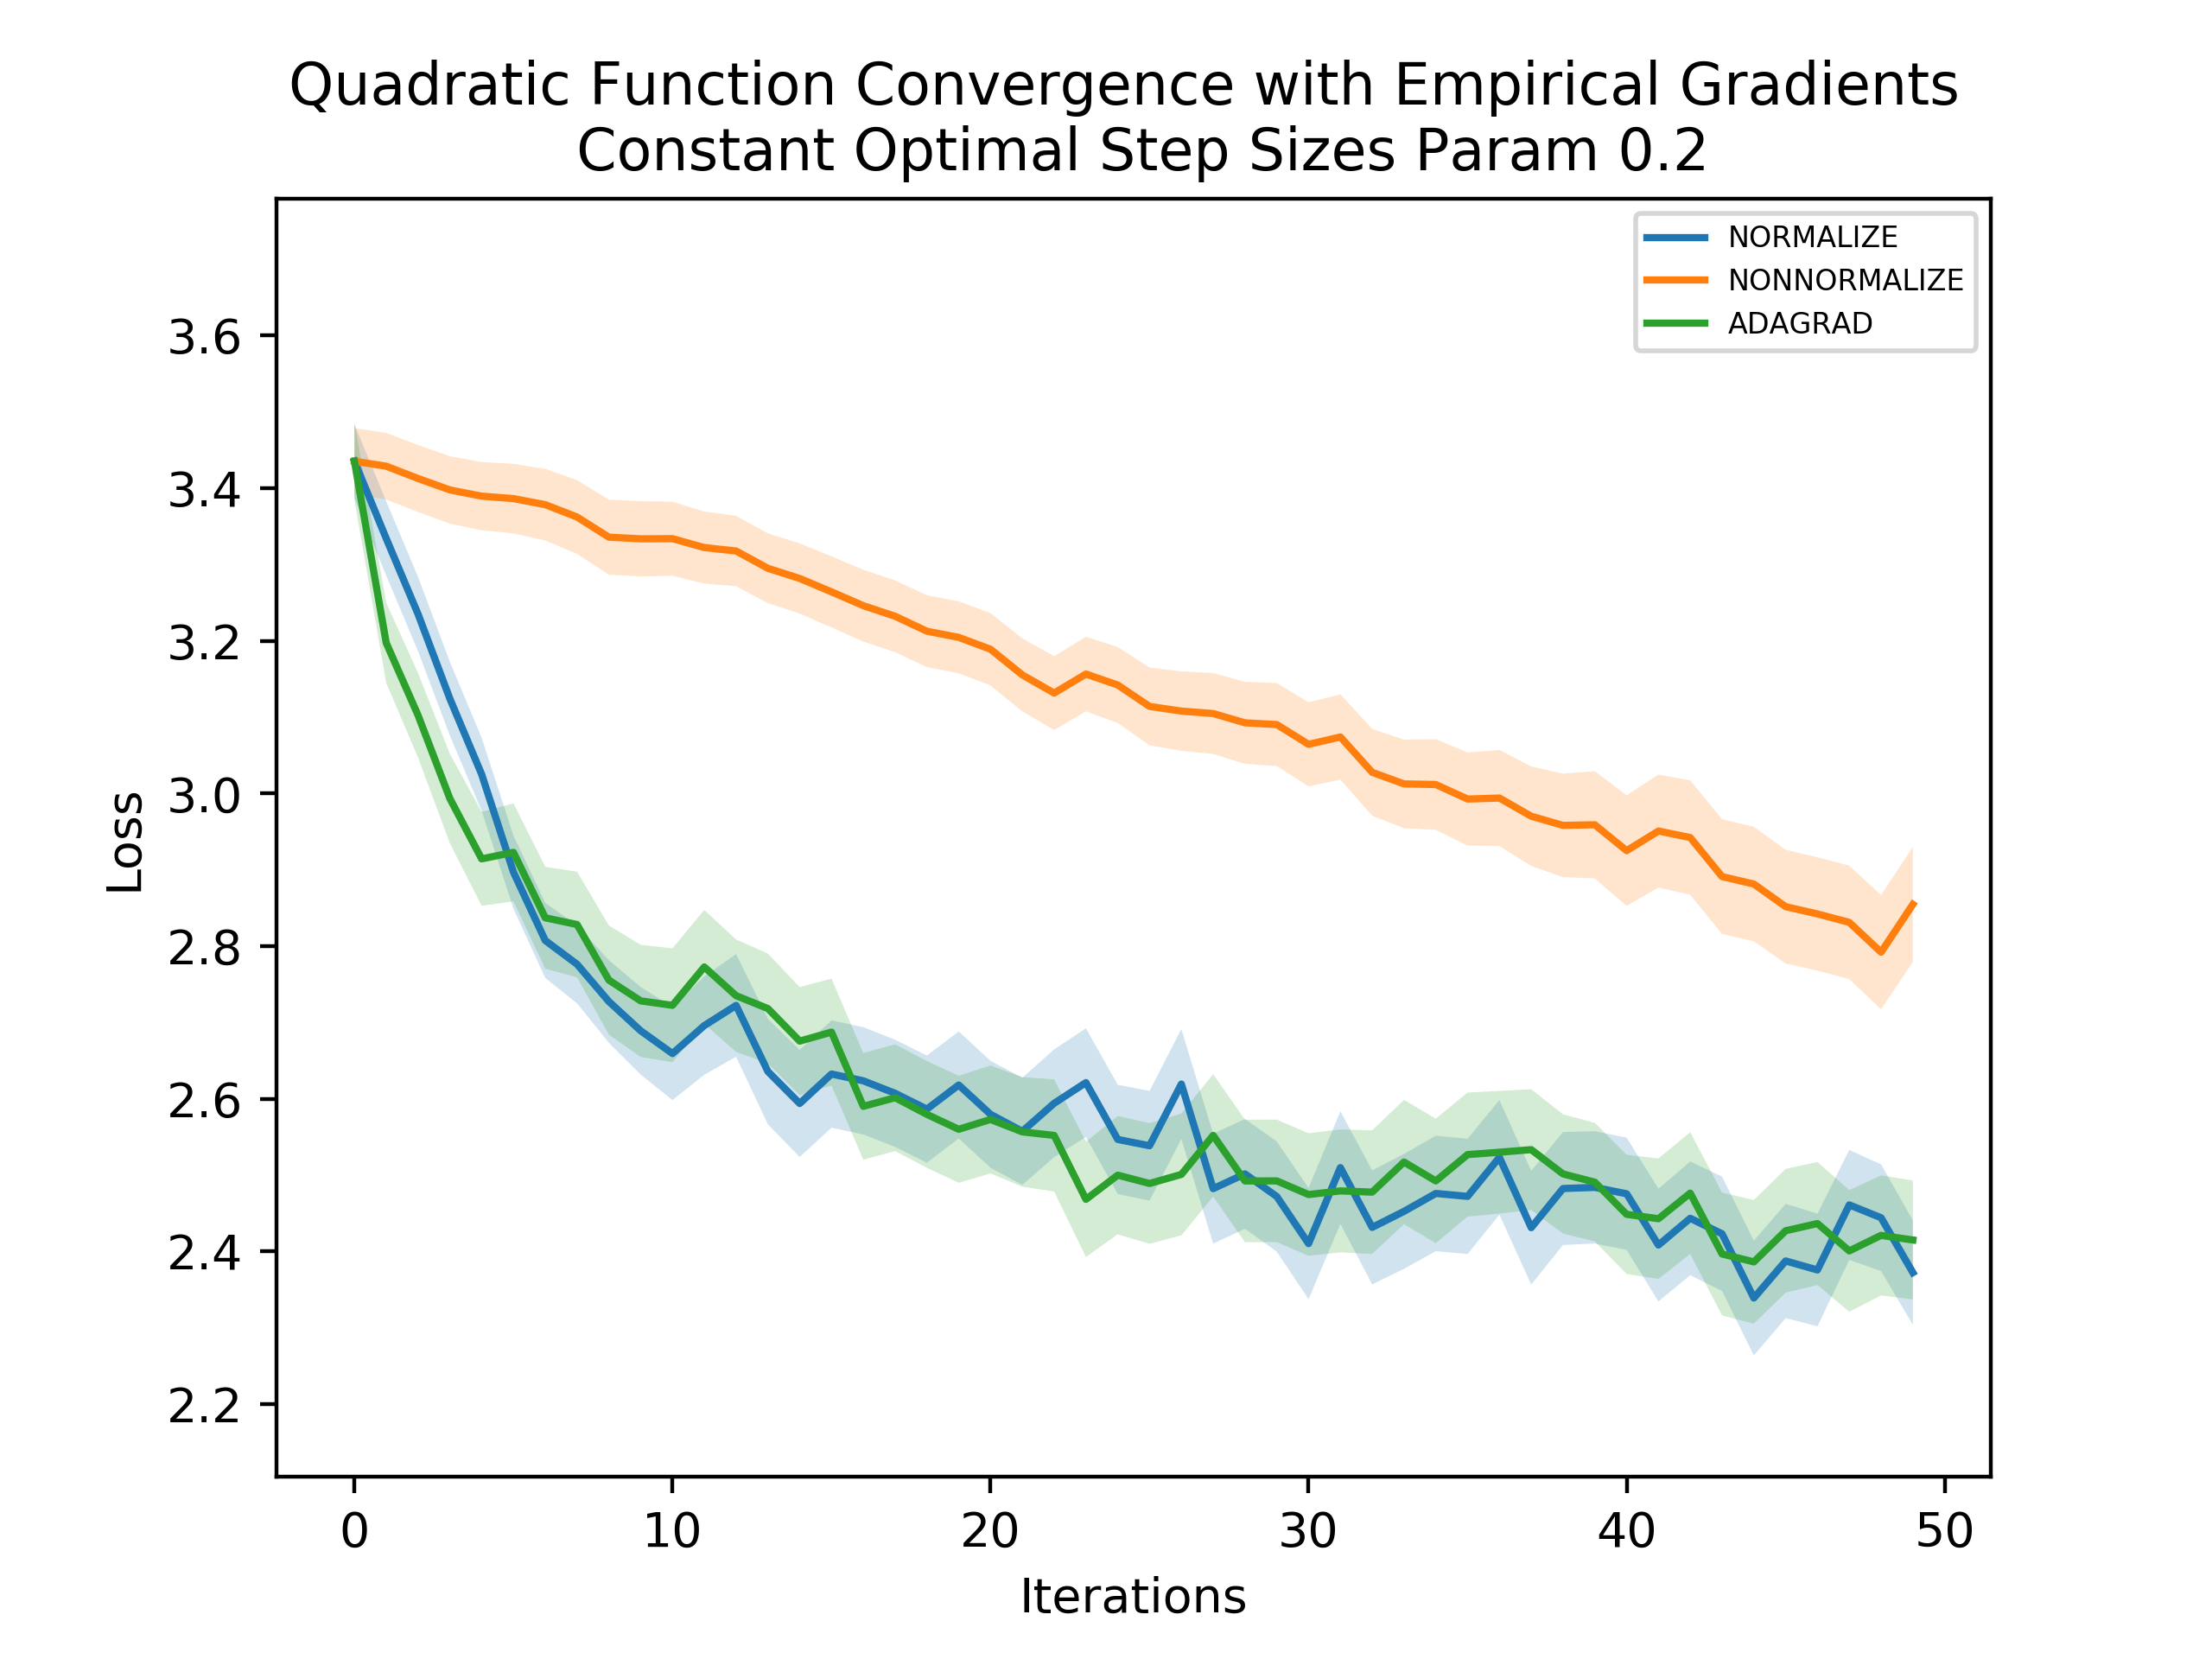 Quadratic Function Convergence with Empirical Gradients
Constant Optimal Step Sizes Param 0.2
NORMALIZE
NONNORMALIZE
ADAGRAD
3.6
3.4
3.2
3.0
2.8
2.6
2.4
2.2
Loss
0 10 20 30 40 50
Iterations